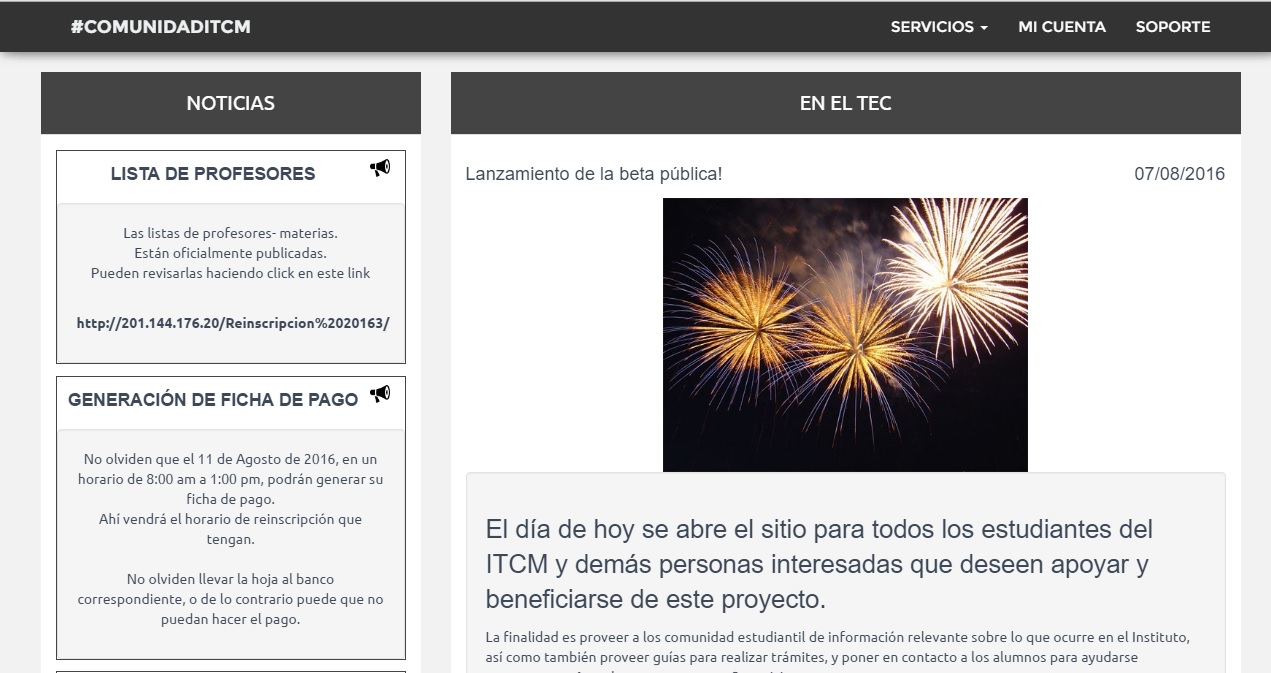 #COMUNIDADITCM
SERVICIOS
MI CUENTA
SOPORTE
NOTICIAS
LISTA DE PROFESORES
Las listas de profesores- materias.
Están oficialmente publicadas.
Pueden revisarlas haciendo click en este link
http://201.144.176.20/Reinscripcion%2020163/
GENERACIÓN DE FICHA DE PAGO
No olviden que el 11 de Agosto de 2016, en un
horario de 8:00 am a 1:00 pm, podrán generar su
ficha de pago.
Ahí vendrá el horario de reinscripción que
tengan.
No olviden llevar la hoja al banco
correspondiente, o de lo contrario puede que no
puedan hacer el pago.
EN EL TEC
Lanzamiento de la beta pública!
07/08/2016
El día de hoy se abre el sitio para todos los estudiantes del
ITCM y demás personas interesadas que deseen apoyar y
beneficiarse de este proyecto.
La finalidad es proveer a los comunidad estudiantil de información relevante sobre lo que ocurre en el Instituto,
así como también proveer guías para realizar trámites, y poner en contacto a los alumnos para ayudarse